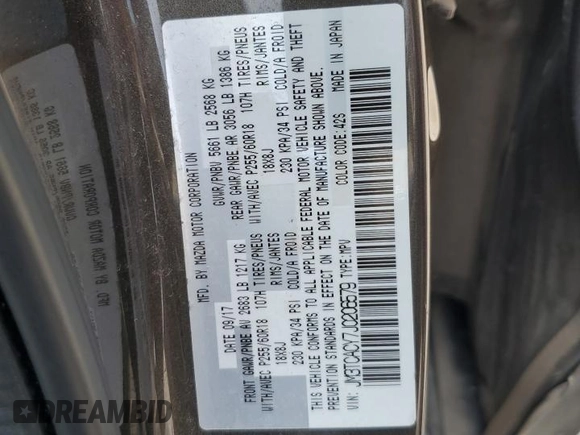 MFD. BY MAZDA MOTOR CORPORATION
DATE 09/17 GVWR/PNBV 5661 LB 2568 KG
FRONT GAWR/PNBE AV 2683 LB 1217 KG REAR GAWR/PNBE AR 3056 LB 1386 KG
WITH/AVEC P255/60R18 107H TIRES/PNEUS WITH/AVEC P255/60R18 107H TIRES/PNEUS
18X8J RIMS/JANTES 18X8J RIMS/JANTES
230 KPA/34 PSI COLD/A FROID 230 KPA/34 PSI COLD/A FROID
THIS VEHICLE CONFORMS TO ALL APPLICABLE FEDERAL MOTOR VEHICLE SAFETY AND THEFT
PREVENTION STANDARDS IN EFFECT ON THE DATE OF MANUFACTURE SHOWN ABOVE.
VIN: JM3TCACY7J0206579 TYPE:MPV COLOR CODE:42S MADE IN JAPAN
AutoBidMaster